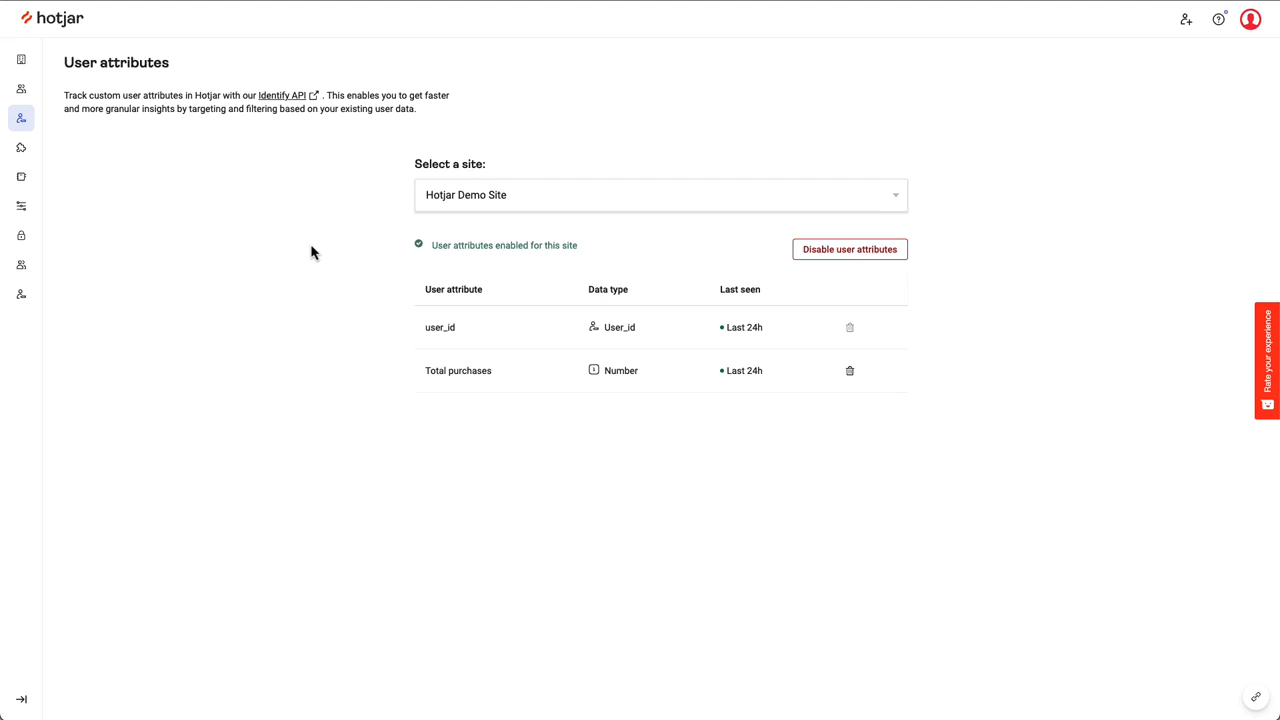 hotjar
User attributes
Track custom user attributes in Hotjar with our Identify API . This enables you to get faster
and more granular insights by targeting and filtering based on your existing user data.
Select a site:
Hotjar Demo Site
User attributes enabled for this site
Disable user attributes
User attribute Data type Last seen
user_id User_id Last 24h
Total purchases Number Last 24h
Rate your experience